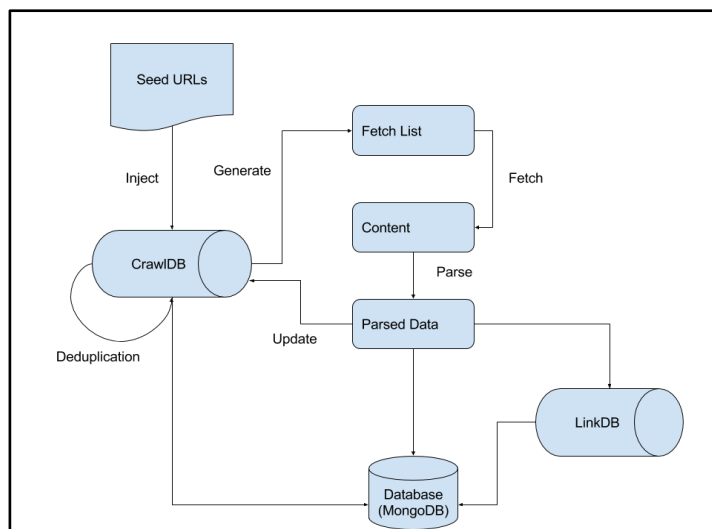 Seed URLs
Fetch List
Generate
Fetch
Inject
Content
CrawlDB
Parse
Parsed Data
Update
Deduplication
LinkDB
Database
(MongoDB)